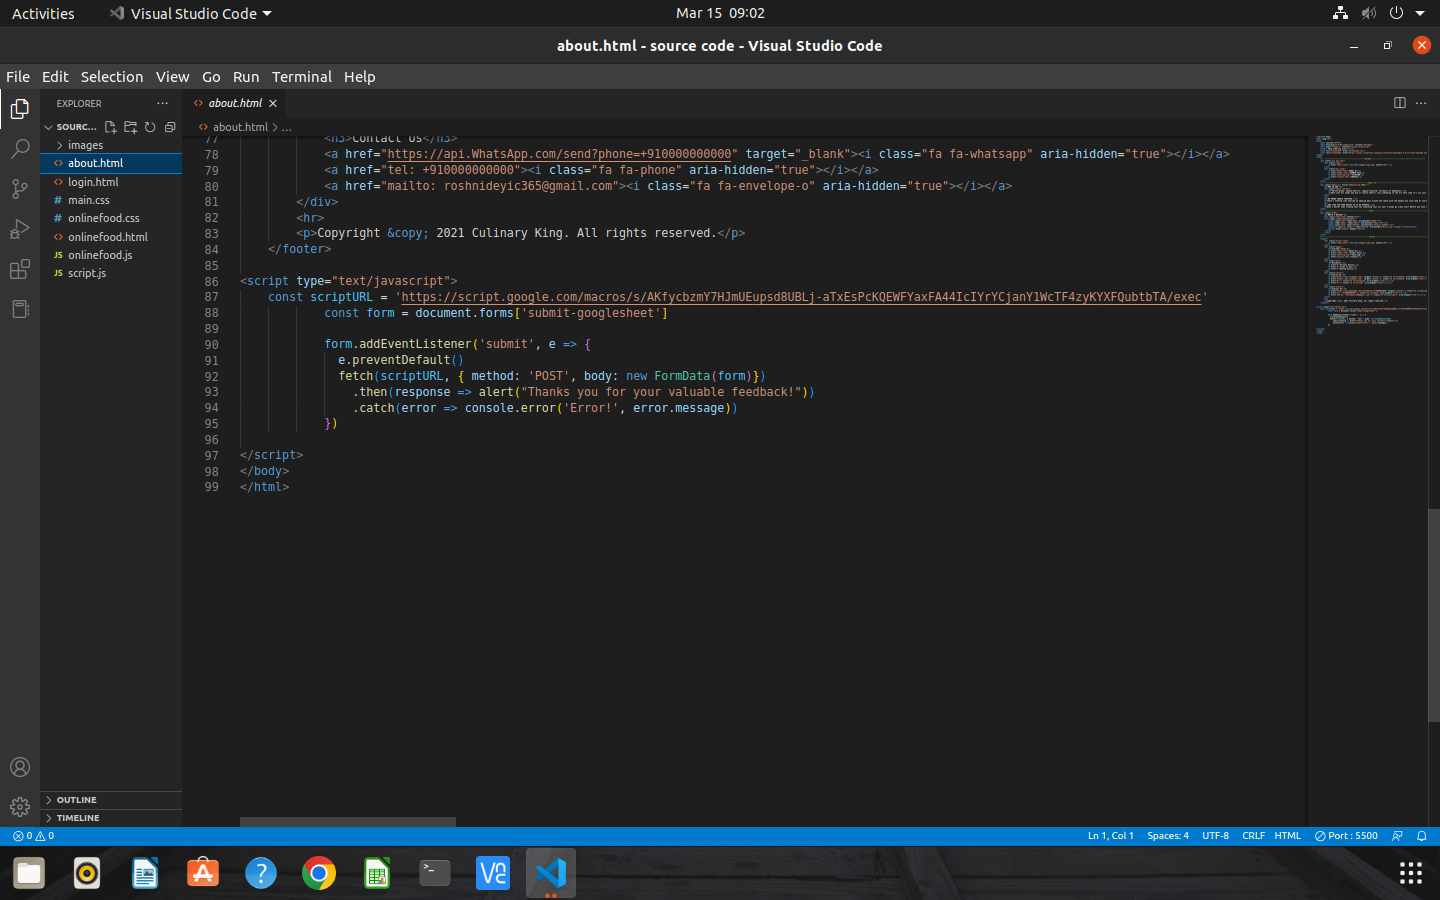 Activities
Visual Studio Code
Mar 15 09:02
about.html - source code - Visual Studio Code
File Edit Selection View Go Run Terminal Help
EXPLORER
SOURC...
images
about.html
login.html
main.css
onlinefood.css
onlinefood.html
onlinefood.js
script.js
OUTLINE
TIMELINE
about.html
about.html > ...
77 <h3>Contact Us</h3>
78 <a href="https://api.WhatsApp.com/send?phone=+910000000000" target="_blank"><i class="fa fa-whatsapp" aria-hidden="true"></i></a>
79 <a href="tel: +910000000000"><i class="fa fa-phone" aria-hidden="true"></i></a>
80 <a href="mailto: roshnideyic365@gmail.com"><i class="fa fa-envelope-o" aria-hidden="true"></i></a>
81 </div>
82 <hr>
83 <p>Copyright &copy; 2021 Culinary King. All rights reserved.</p>
84 </footer>
85
86 <script type="text/javascript">
87 const scriptURL = 'https://script.google.com/macros/s/AKfycbzmY7HJmUEupsd8UBLj-aTxEsPcKQEWFYaxFA44IcIYrYCjanY1WcTF4zyKYXFQubtbTA/exec'
88 const form = document.forms['submit-googlesheet']
89
90 form.addEventListener('submit', e => {
91 e.preventDefault()
92 fetch(scriptURL, { method: 'POST', body: new FormData(form)})
93 .then(response => alert("Thanks you for your valuable feedback!"))
94 .catch(error => console.error('Error!', error.message))
95 })
96
97 </script>
98 </body>
99 </html>
0 0
Ln 1, Col 1 Spaces: 4 UTF-8 CRLF HTML Port : 5500